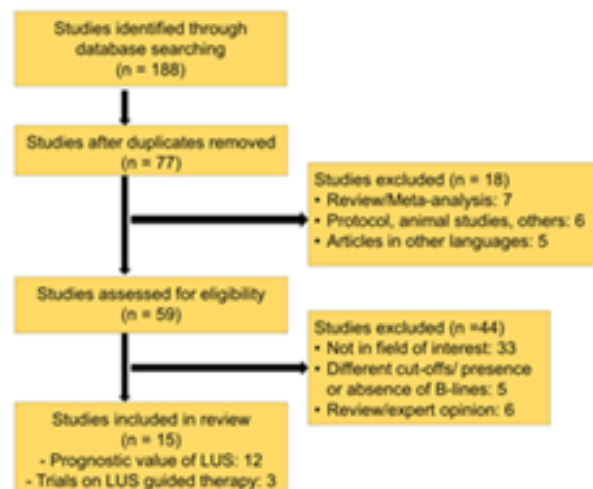 Studies identified through
database searching
(n = 188)
Studies after duplicates removed
(n = 77)
Studies excluded (n = 18)
• Review/Meta-analysis: 7
• Protocol, animal studies, others: 6
• Articles in other languages: 5
Studies assessed for eligibility
(n = 59)
Studies excluded (n =44)
• Not in field of interest: 33
• Different cut-offs/ presence
or absence of B-lines: 5
• Review/expert opinion: 6
Studies included in review
(n = 15)
- Prognostic value of LUS: 12
- Trials on LUS guided therapy: 3